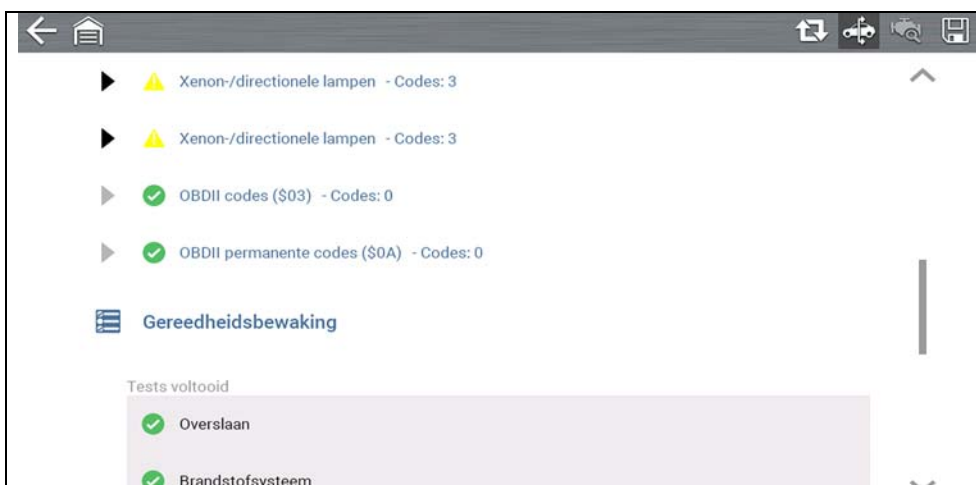 Xenon-/directionele lampen - Codes: 3
Xenon-/directionele lampen - Codes: 3
OBDII codes ($03) - Codes: 0
OBDII permanente codes ($0A) - Codes: 0
Gereedheidsbewaking
Tests voltooid
Overslaan
Brandstofsysteem